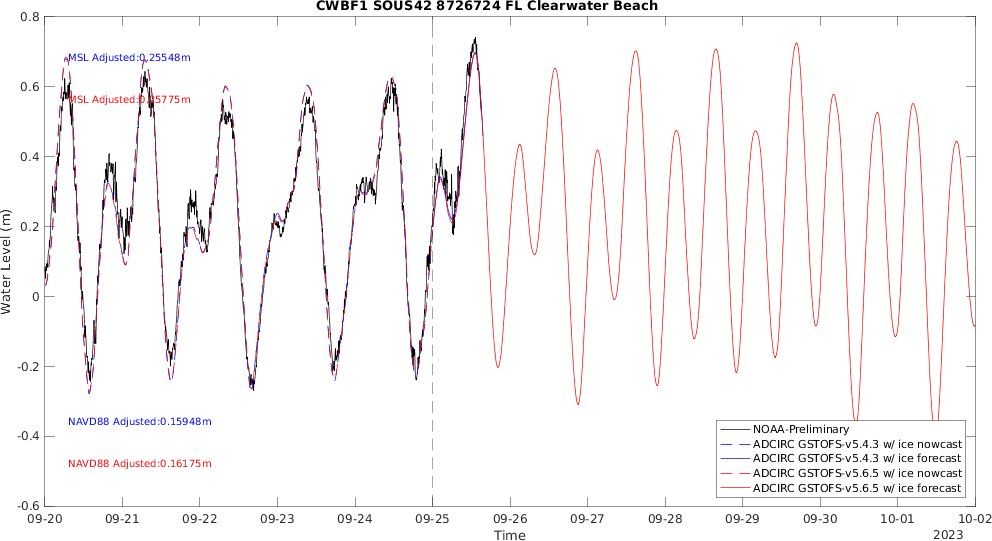 CWBF1 SOUS42 8726724 FL Clearwater Beach
0.8
0.6
0.4
0.2
0
-0.2
-0.4
-0.6
Water Level (m)
MSL Adjusted:0.25548m
MSL Adjusted:0.25775m
NAVD88 Adjusted:0.15948m
NAVD88 Adjusted:0.16175m
NOAA-Preliminary
ADCIRC GSTOFS-v5.4.3 w/ ice nowcast
ADCIRC GSTOFS-v5.4.3 w/ ice forecast
ADCIRC GSTOFS-v5.6.5 w/ ice nowcast
ADCIRC GSTOFS-v5.6.5 w/ ice forecast
09-20 09-21 09-22 09-23 09-24 09-25 09-26 09-27 09-28 09-29 09-30 10-01 10-02
Time
2023